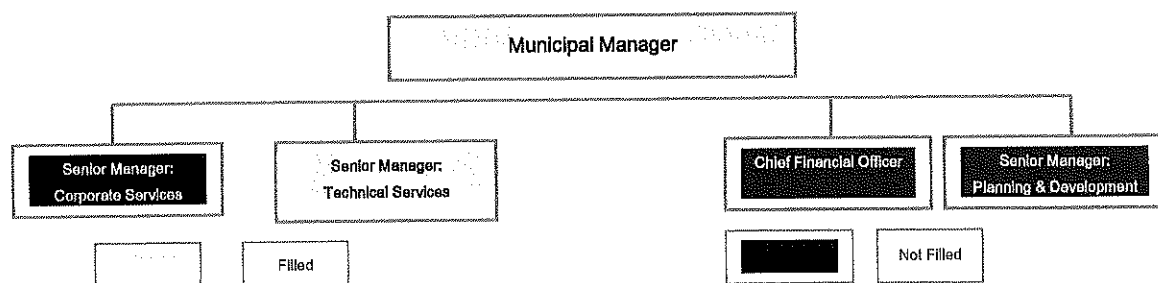 Municipal Manager
Senior Manager:
Corporate Services
Senior Manager:
Technical Services
Chief Financial Officer
Senior Manager:
Planning & Development
Filled
Not Filled